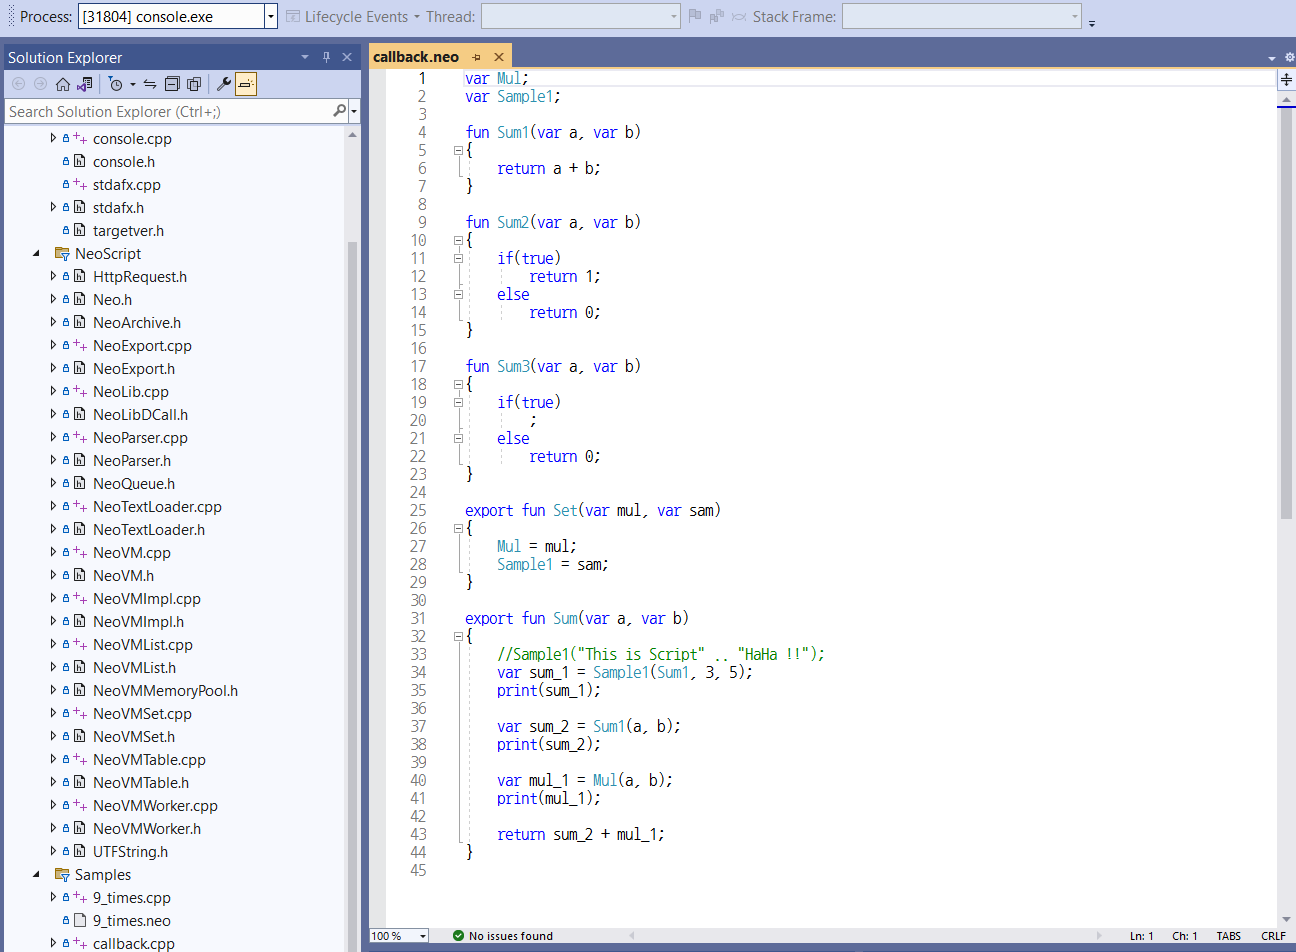 Process: [31804] console.exe Lifecycle Events Thread: Stack Frame:
Solution Explorer
Search Solution Explorer (Ctrl+;)
console.cpp
console.h
stdafx.cpp
stdafx.h
targetver.h
NeoScript
HttpRequest.h
Neo.h
NeoArchive.h
NeoExport.cpp
NeoExport.h
NeoLib.cpp
NeoLibDCall.h
NeoParser.cpp
NeoParser.h
NeoQueue.h
NeoTextLoader.cpp
NeoTextLoader.h
NeoVM.cpp
NeoVM.h
NeoVMImpl.cpp
NeoVMImpl.h
NeoVMList.cpp
NeoVMList.h
NeoVMMemoryPool.h
NeoVMSet.cpp
NeoVMSet.h
NeoVMTable.cpp
NeoVMTable.h
NeoVMWorker.cpp
NeoVMWorker.h
UTFString.h
Samples
9_times.cpp
9_times.neo
callback.cpp
callback.neo
1 var Mul;
2 var Sample1;
3
4 fun Sum1(var a, var b)
5 {
6 return a + b;
7 }
8
9 fun Sum2(var a, var b)
10 {
11 if(true)
12 return 1;
13 else
14 return 0;
15 }
16
17 fun Sum3(var a, var b)
18 {
19 if(true)
20 ;
21 else
22 return 0;
23 }
24
25 export fun Set(var mul, var sam)
26 {
27 Mul = mul;
28 Sample1 = sam;
29 }
30
31 export fun Sum(var a, var b)
32 {
33 //Sample1("This is Script" .. "HaHa !!");
34 var sum_1 = Sample1(Sum1, 3, 5);
35 print(sum_1);
36
37 var sum_2 = Sum1(a, b);
38 print(sum_2);
39
40 var mul_1 = Mul(a, b);
41 print(mul_1);
42
43 return sum_2 + mul_1;
44 }
45
100 % No issues found Ln: 1 Ch: 1 TABS CRLF